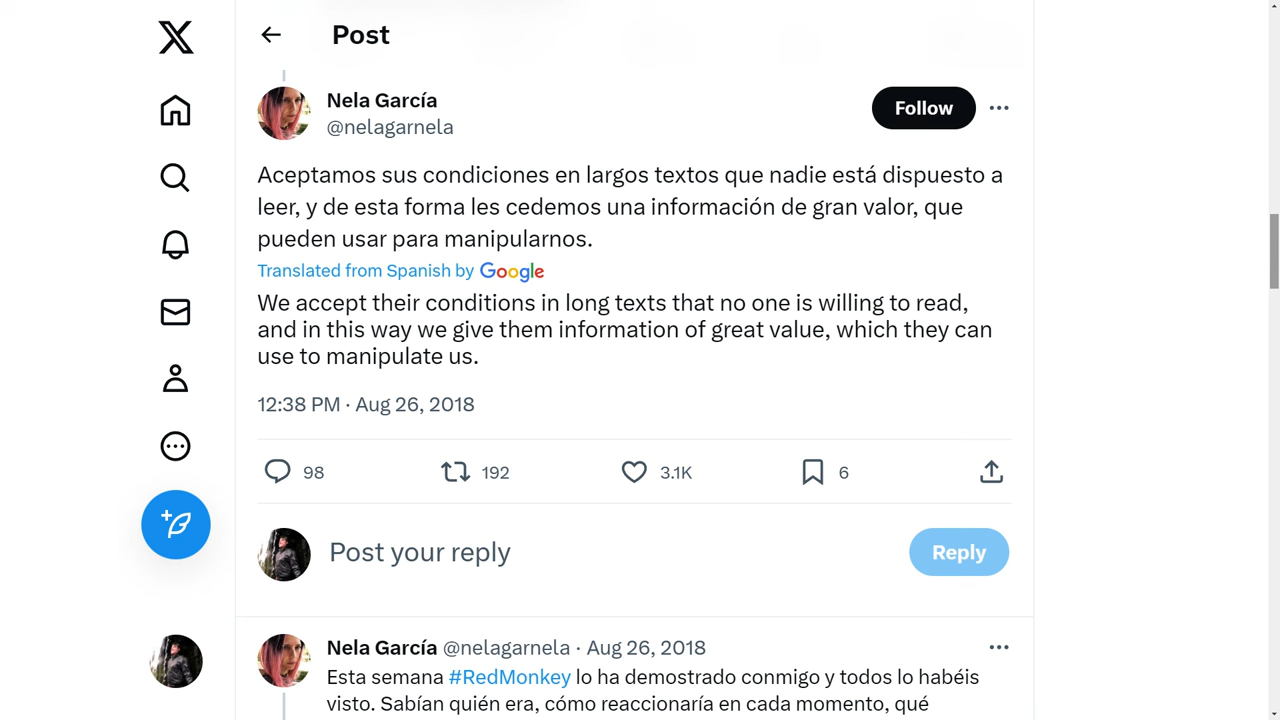 Post
Nela García
@nelagarnela
Follow
Aceptamos sus condiciones en largos textos que nadie está dispuesto a
leer, y de esta forma les cedemos una información de gran valor, que
pueden usar para manipularnos.
Translated from Spanish by Google
We accept their conditions in long texts that no one is willing to read,
and in this way we give them information of great value, which they can
use to manipulate us.
12:38 PM · Aug 26, 2018
98 192 3.1K 6
Post your reply
Reply
Nela García @nelagarnela · Aug 26, 2018
Esta semana #RedMonkey lo ha demostrado conmigo y todos lo habéis
visto. Sabían quién era, cómo reaccionaría en cada momento, qué